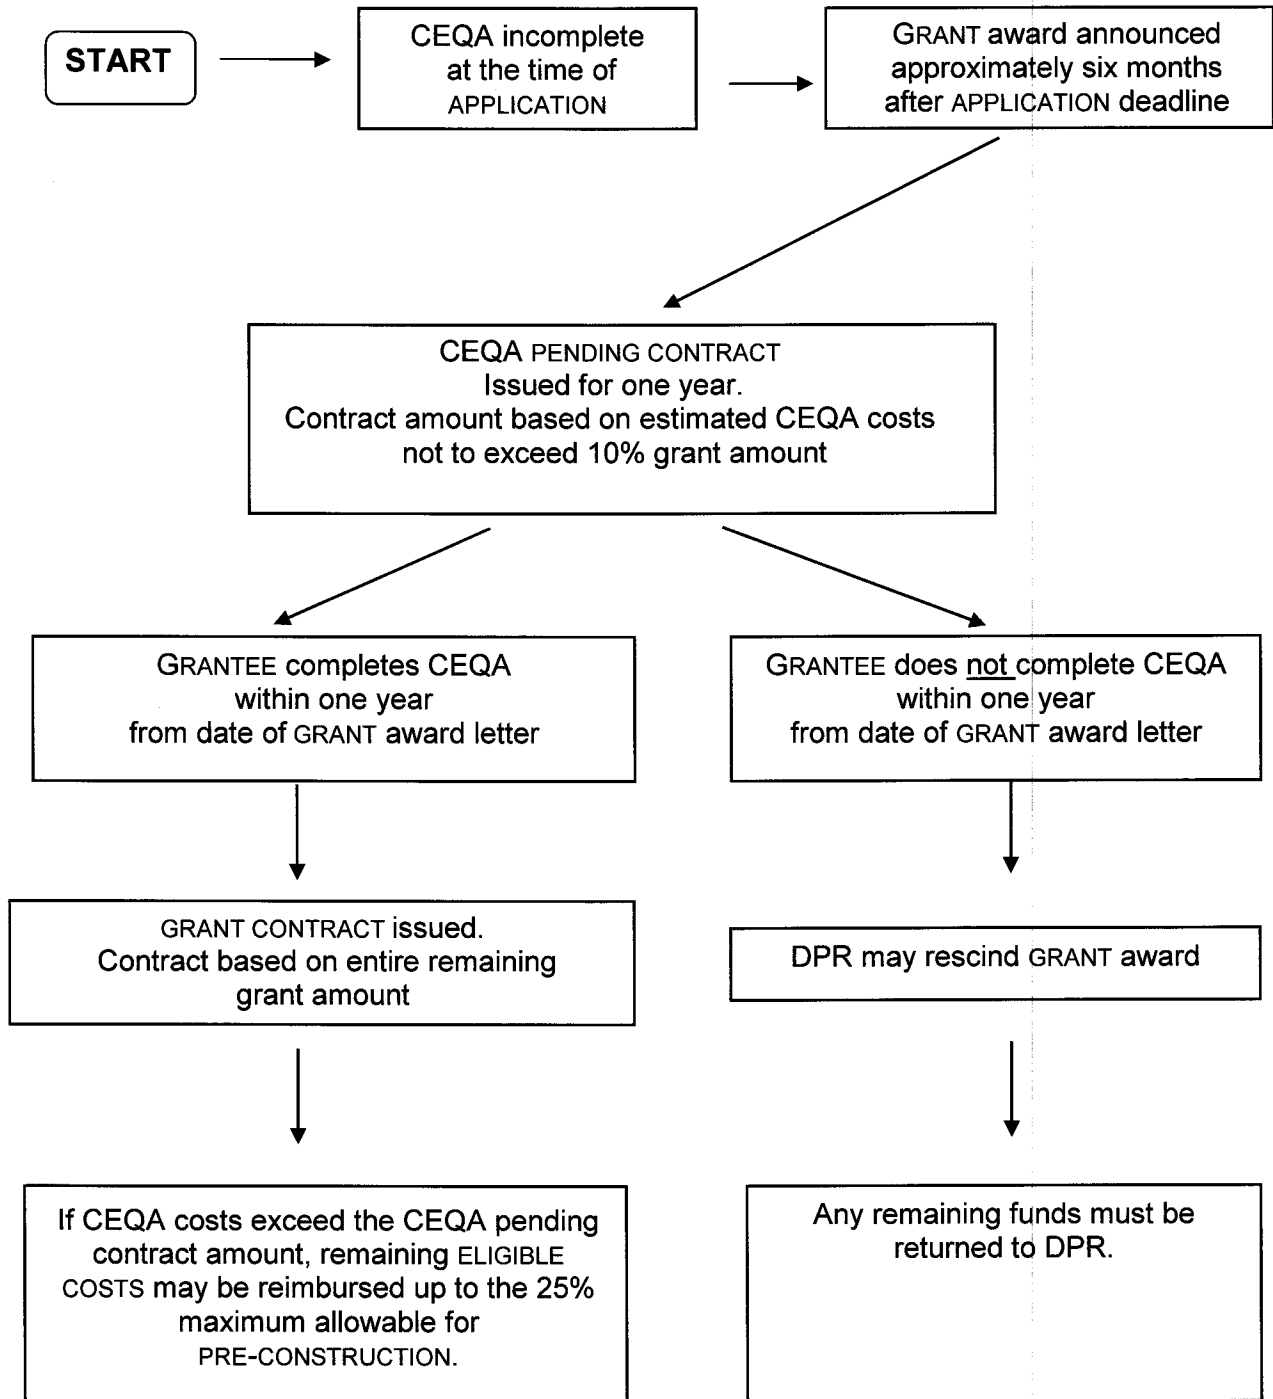 START
CEQA incomplete
at the time of
APPLICATION
GRANT award announced
approximately six months
after APPLICATION deadline
CEQA PENDING CONTRACT
Issued for one year.
Contract amount based on estimated CEQA costs
not to exceed 10% grant amount
GRANTEE completes CEQA
within one year
from date of GRANT award letter
GRANTEE does not complete CEQA
within one year
from date of GRANT award letter
GRANT CONTRACT issued.
Contract based on entire remaining
grant amount
DPR may rescind GRANT award
If CEQA costs exceed the CEQA pending
contract amount, remaining ELIGIBLE
COSTS may be reimbursed up to the 25%
maximum allowable for
PRE-CONSTRUCTION.
Any remaining funds must be
returned to DPR.